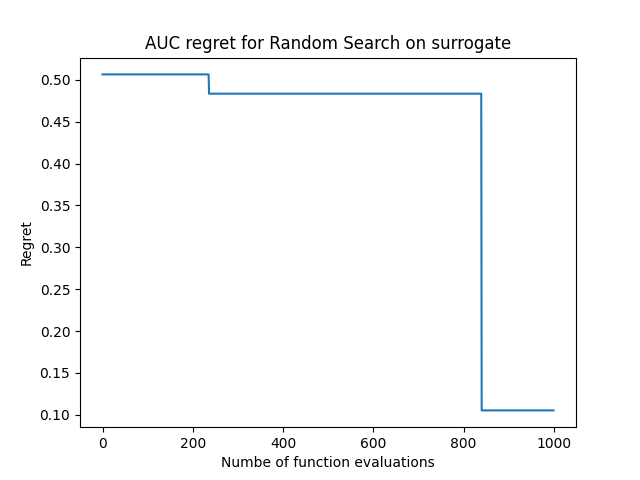 AUC regret for Random Search on surrogate
0.50
0.45
0.40
0.35
0.30
0.25
0.20
0.15
0.10
Regret
0 200 400 600 800 1000
Numbe of function evaluations